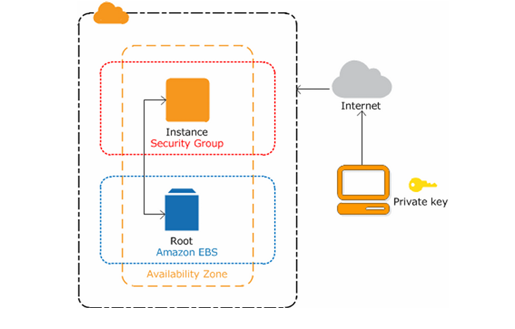 Instance
Security Group
Root
Amazon EBS
Availability Zone
Internet
Private key